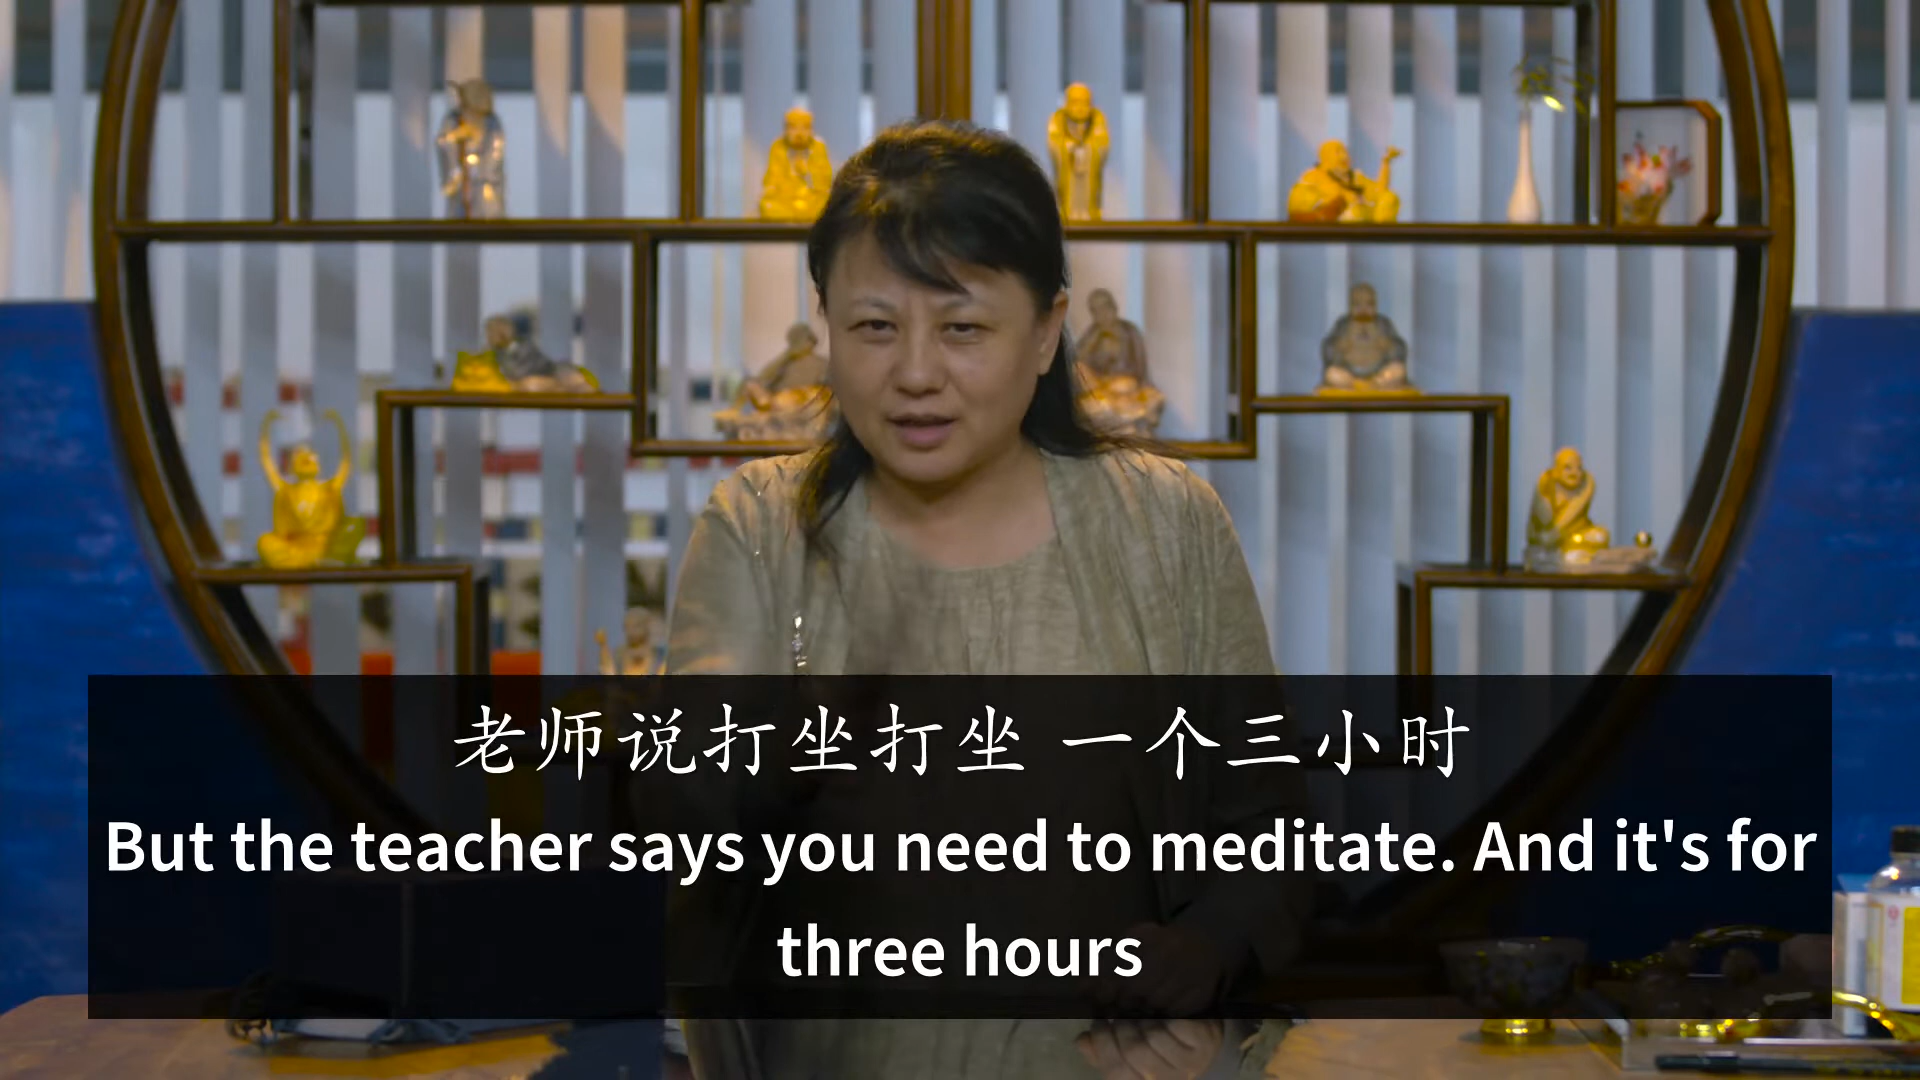 老师说打坐打坐 一个三小时
But the teacher says you need to meditate. And it's for
three hours